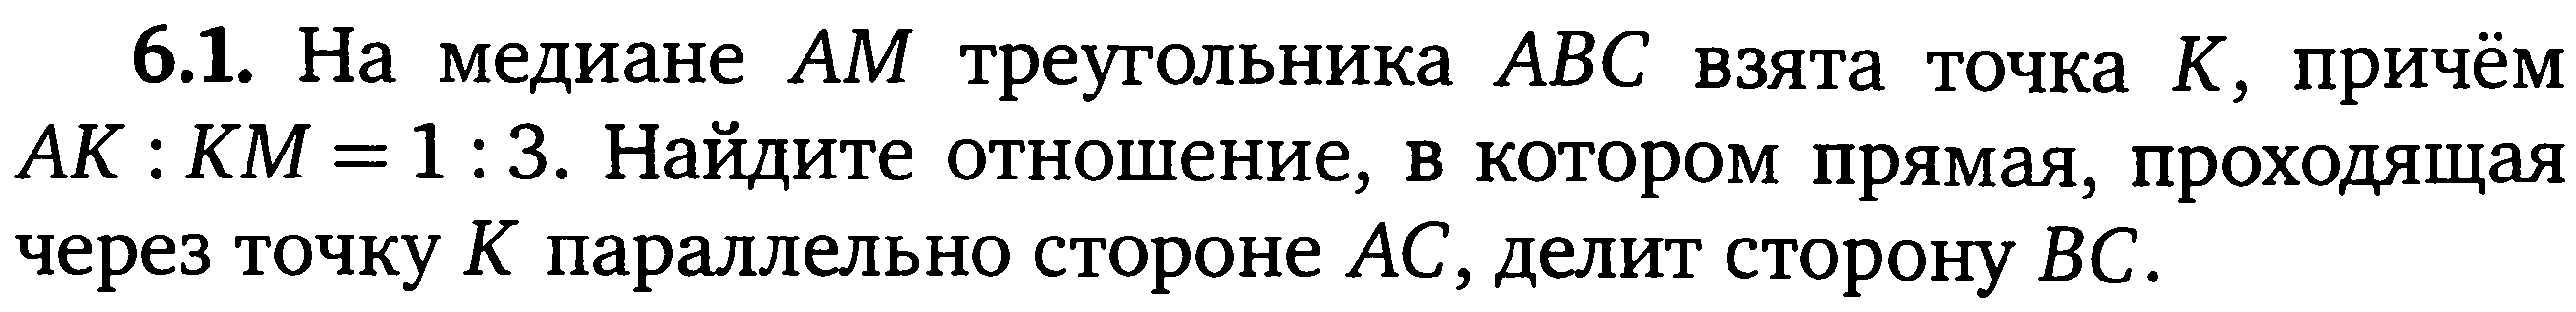 6.1. На медиане AM треугольника ABC взята точка K, причём
AK : KM = 1 : 3. Найдите отношение, в котором прямая, проходящая
через точку K параллельно стороне AC, делит сторону BC.